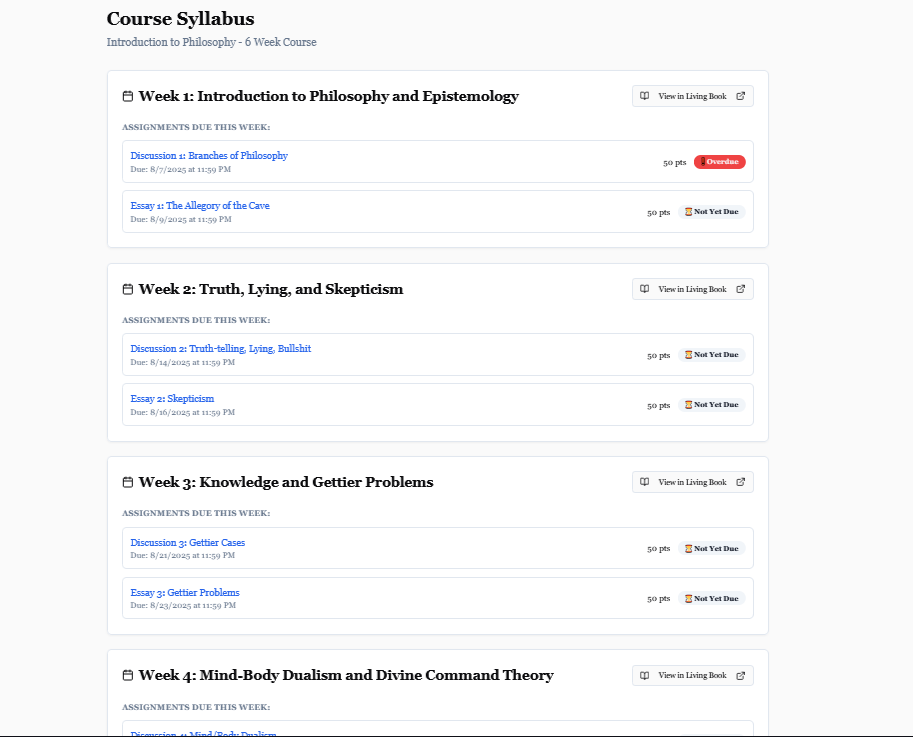 Course Syllabus
Introduction to Philosophy - 6 Week Course
Week 1: Introduction to Philosophy and Epistemology
View in Living Book
ASSIGNMENTS DUE THIS WEEK:
Discussion 1: Branches of Philosophy
Due: 8/7/2025 at 11:59 PM
50 pts
Overdue
Essay 1: The Allegory of the Cave
Due: 8/9/2025 at 11:59 PM
50 pts
Not Yet Due
Week 2: Truth, Lying, and Skepticism
View in Living Book
ASSIGNMENTS DUE THIS WEEK:
Discussion 2: Truth-telling, Lying, Bullshit
Due: 8/14/2025 at 11:59 PM
50 pts
Not Yet Due
Essay 2: Skepticism
Due: 8/16/2025 at 11:59 PM
50 pts
Not Yet Due
Week 3: Knowledge and Gettier Problems
View in Living Book
ASSIGNMENTS DUE THIS WEEK:
Discussion 3: Gettier Cases
Due: 8/21/2025 at 11:59 PM
50 pts
Not Yet Due
Essay 3: Gettier Problems
Due: 8/23/2025 at 11:59 PM
50 pts
Not Yet Due
Week 4: Mind-Body Dualism and Divine Command Theory
View in Living Book
ASSIGNMENTS DUE THIS WEEK:
Discussion 4: Mind/Body Dualism